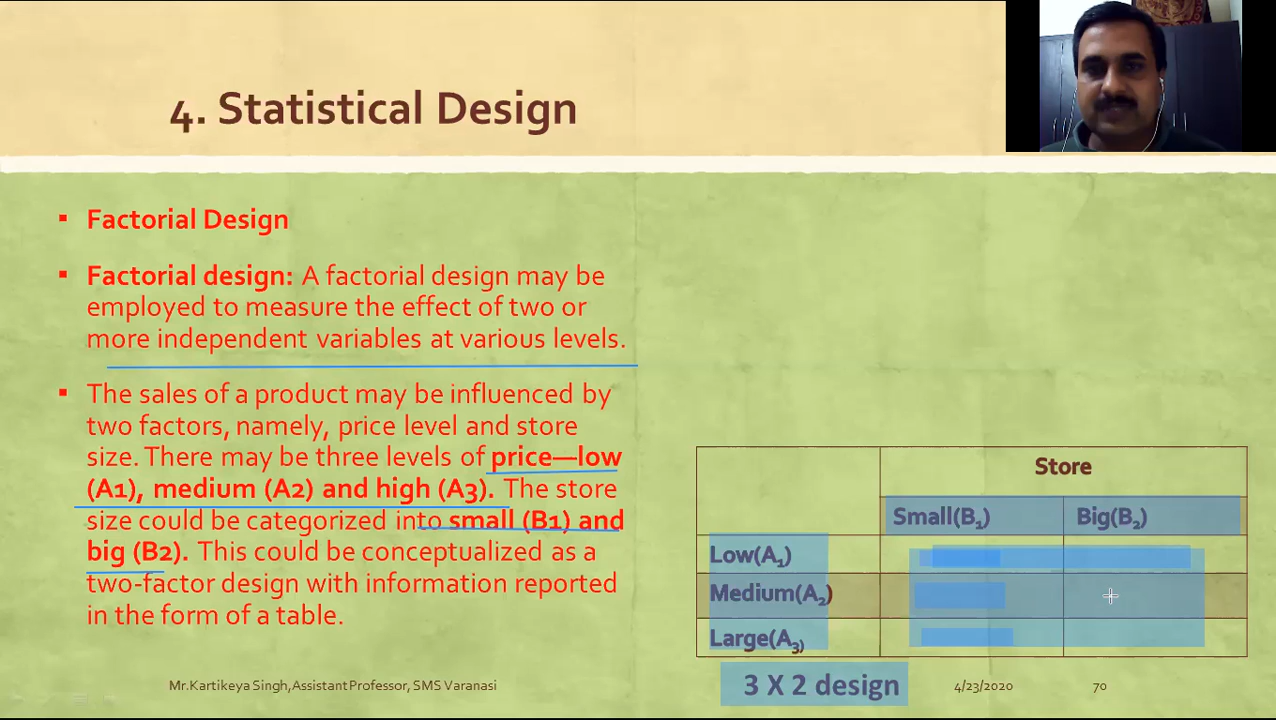 4. Statistical Design
▪ Factorial Design
▪ Factorial design: A factorial design may be
employed to measure the effect of two or
more independent variables at various levels.
▪ The sales of a product may be influenced by
two factors, namely, price level and store
size. There may be three levels of price—low
(A1), medium (A2) and high (A3). The store
size could be categorized into small (B1) and
big (B2). This could be conceptualized as a
two-factor design with information reported
in the form of a table.
Store
Small(B₁) Big(B₂)
Low(A₁)
Medium(A₂)
Large(A₃)
3 X 2 design
Mr.Kartikeya Singh,Assistant Professor, SMS Varanasi 4/23/2020 70